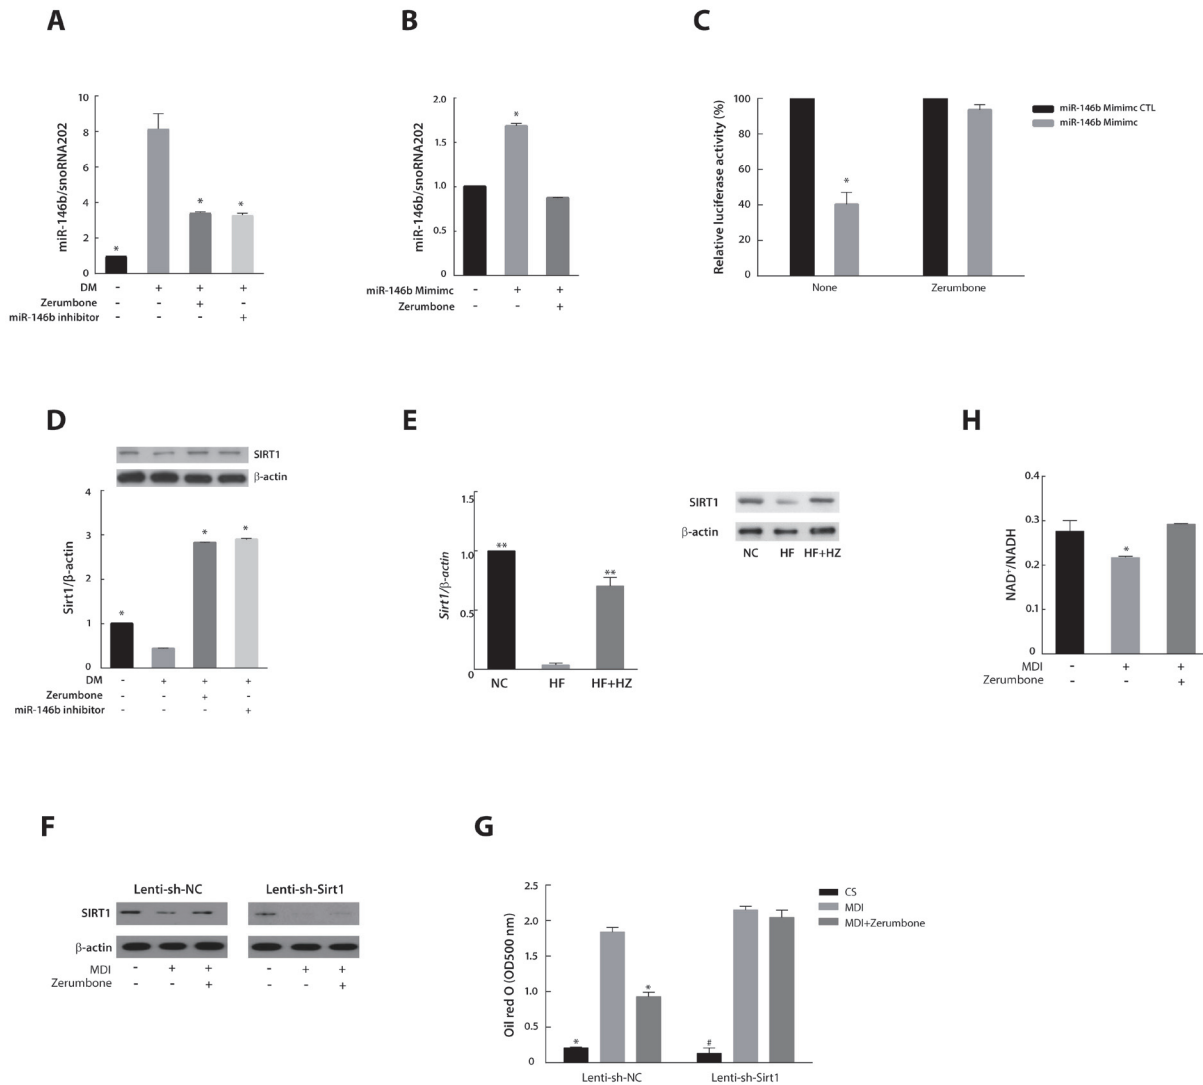 A
B
C
10
8
6
4
2
0
miR-146b/snoRNA202
*
*
*
DM - + + +
Zerumbone - - + -
miR-146b inhibitor - - - +
2.0
1.5
1.0
0.5
0
miR-146b/snoRNA202
*
miR-146b Mimimc - + +
Zerumbone - - +
100
80
60
40
20
0
Relative luciferase activity (%)
*
None Zerumbone
miR-146b Mimimc CTL
miR-146b Mimimc
D
E
H
SIRT1
β-actin
4
3
2
1
0
Sirt1/β-actin
*
*
*
DM - + + +
Zerumbone - - + -
miR-146b inhibitor - - - +
1.5
1.0
0.5
0
Sirt1/β-actin
**
**
NC HF HF+HZ
SIRT1
β-actin
NC HF HF+HZ
0.4
0.3
0.2
0.1
0
NAD⁺/NADH
*
MDI - + +
Zerumbone - - +
F
G
Lenti-sh-NC Lenti-sh-Sirt1
SIRT1
β-actin
MDI - + + - + +
Zerumbone - - + - - +
2.5
2.0
1.5
1.0
0.5
0
Oil red O (OD500 nm)
*
*
#
Lenti-sh-NC Lenti-sh-Sirt1
CS
MDI
MDI+Zerumbone